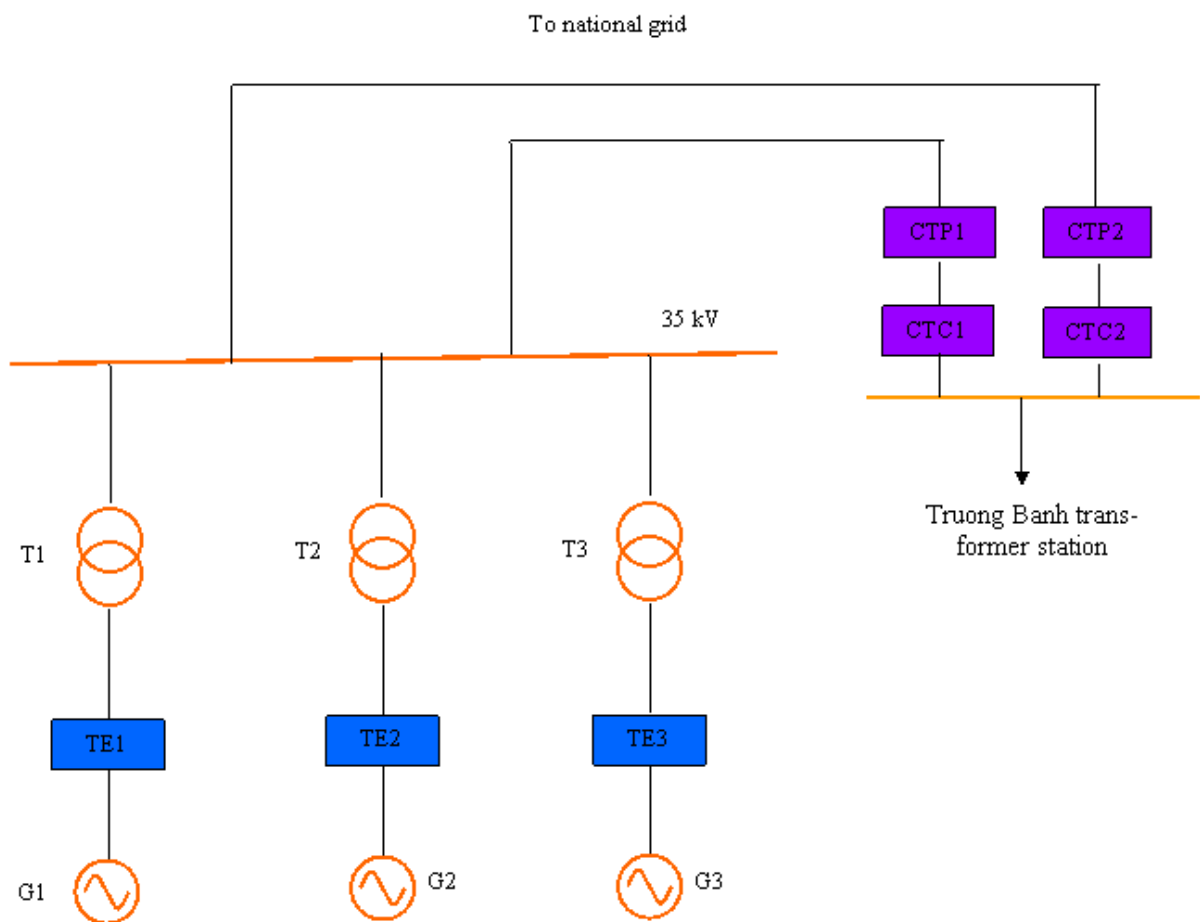 To national grid
CTP1
CTP2
35 kV
CTC1
CTC2
Truong Banh trans-
former station
T1
T2
T3
TE1
TE2
TE3
G1
G2
G3